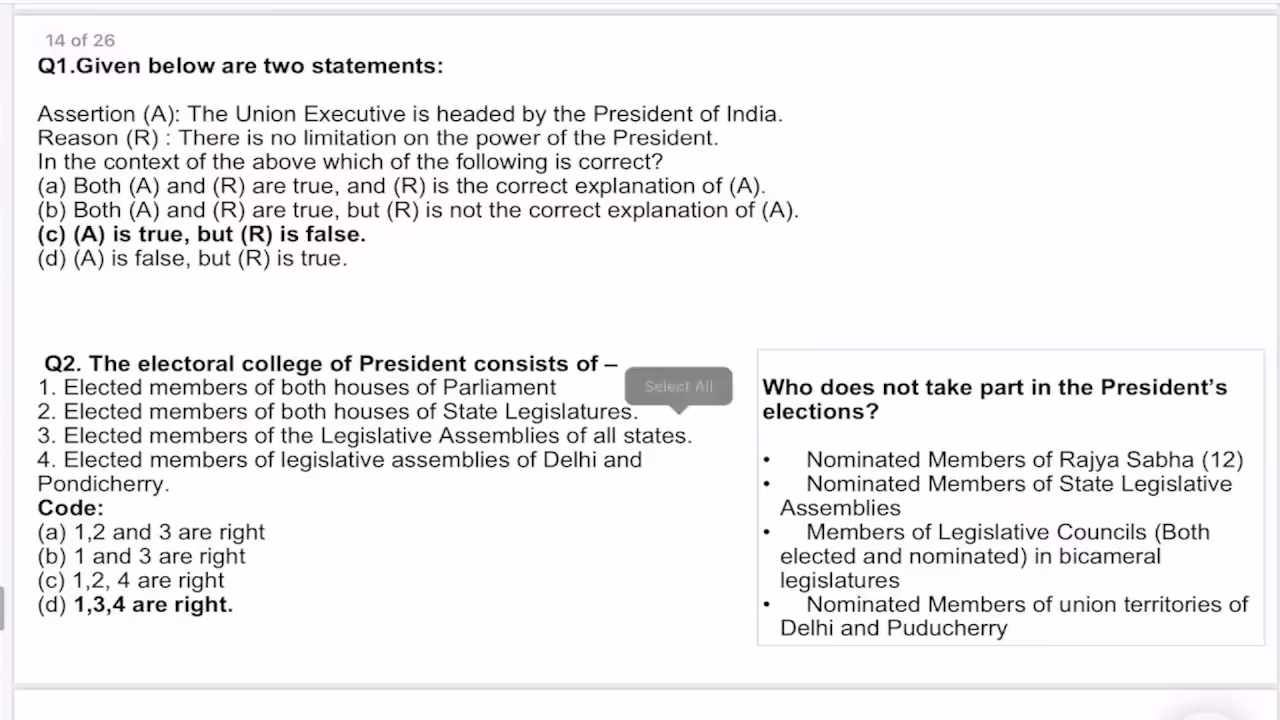 14 of 26
Q1.Given below are two statements:
Assertion (A): The Union Executive is headed by the President of India.
Reason (R) : There is no limitation on the power of the President.
In the context of the above which of the following is correct?
(a) Both (A) and (R) are true, and (R) is the correct explanation of (A).
(b) Both (A) and (R) are true, but (R) is not the correct explanation of (A).
(c) (A) is true, but (R) is false.
(d) (A) is false, but (R) is true.
Q2. The electoral college of President consists of –
1. Elected members of both houses of Parliament
2. Elected members of both houses of State Legislatures.
3. Elected members of the Legislative Assemblies of all states.
4. Elected members of legislative assemblies of Delhi and
Pondicherry.
Code:
(a) 1,2 and 3 are right
(b) 1 and 3 are right
(c) 1,2, 4 are right
(d) 1,3,4 are right.
Select All
Who does not take part in the President’s
elections?
• Nominated Members of Rajya Sabha (12)
• Nominated Members of State Legislative
Assemblies
• Members of Legislative Councils (Both
elected and nominated) in bicameral
legislatures
• Nominated Members of union territories of
Delhi and Puducherry